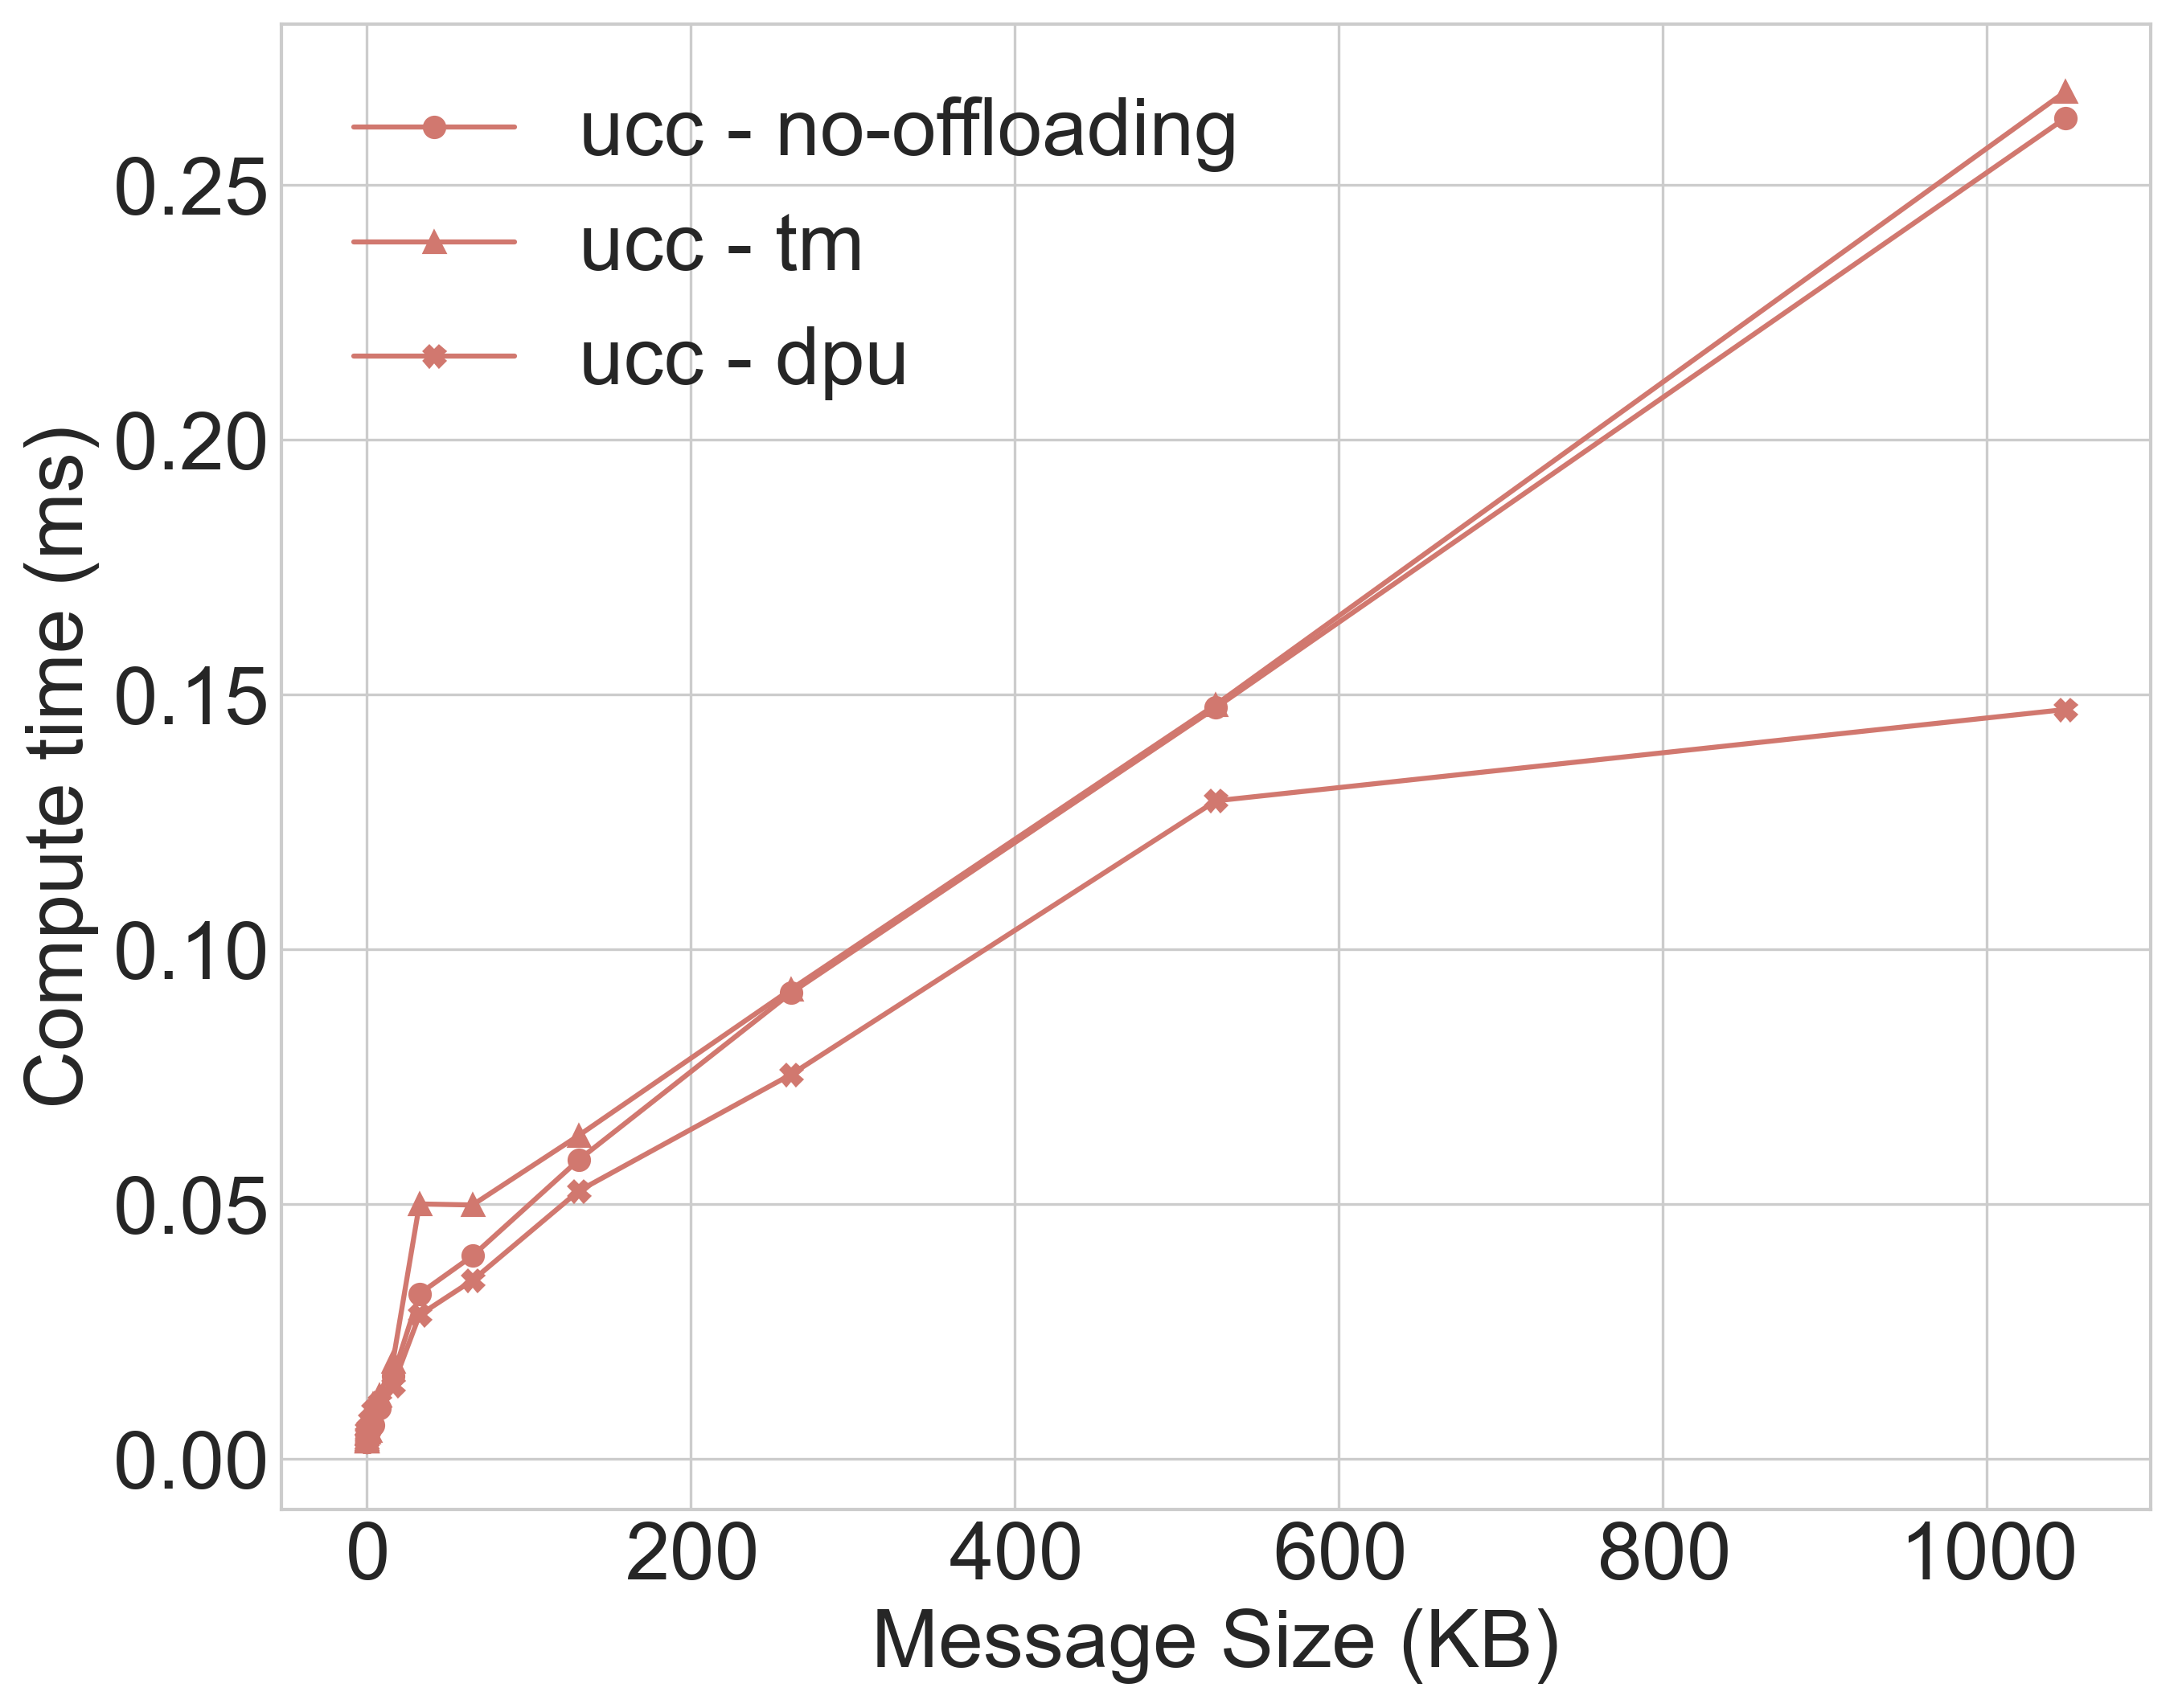 ucc - no-offloading
ucc - tm
ucc - dpu
0.25
0.20
0.15
0.10
0.05
0.00
Compute time (ms)
0 200 400 600 800 1000
Message Size (KB)